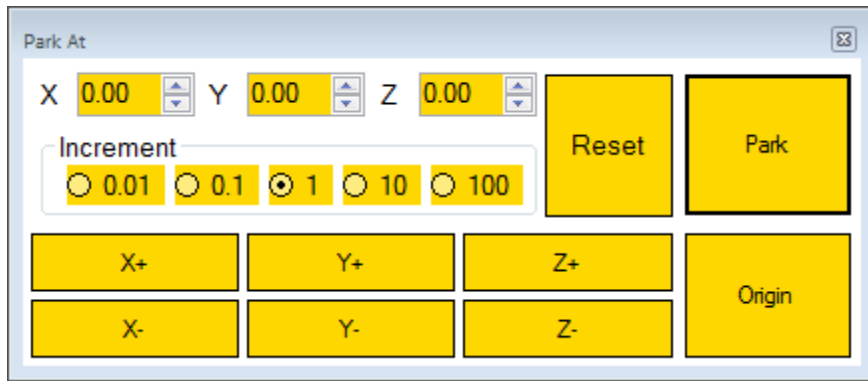 Park At
X 0.00 Y 0.00 Z 0.00
Increment
0.01 0.1 1 10 100
Reset
Park
X+ Y+ Z+
X- Y- Z-
Origin